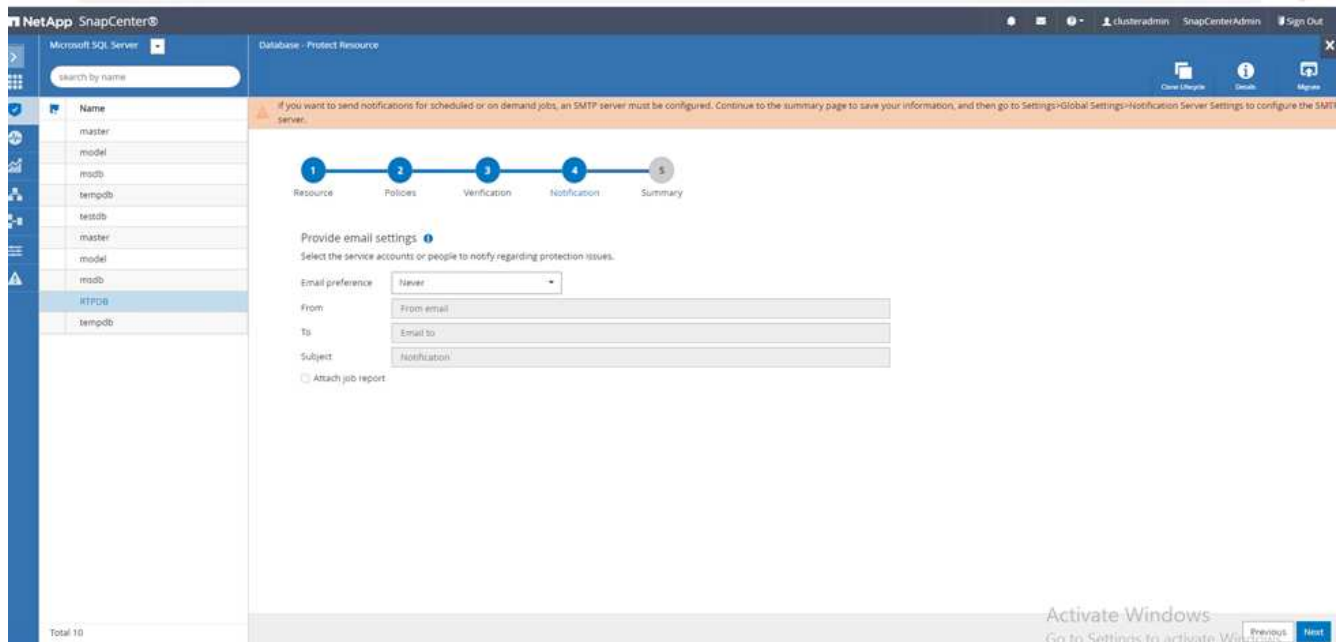 NetApp SnapCenter®
clusteradmin SnapCenterAdmin Sign Out
Microsoft SQL Server
Database - Protect Resource
search by name
Clone Lifecycle Details Migrate
If you want to send notifications for scheduled or on demand jobs, an SMTP server must be configured. Continue to the summary page to save your information, and then go to Settings>Global Settings>Notification Server Settings to configure the SMTP
server.
Name
master
model
msdb
tempdb
testdb
master
model
msdb
RTPDB
tempdb
1 2 3 4 5
Resource Policies Verification Notification Summary
Provide email settings
Select the service accounts or people to notify regarding protection issues.
Email preference Never
From From email
To Email to
Subject Notification
Attach job report
Activate Windows
Go to Settings to activate Windows.
Total 10
Previous Next